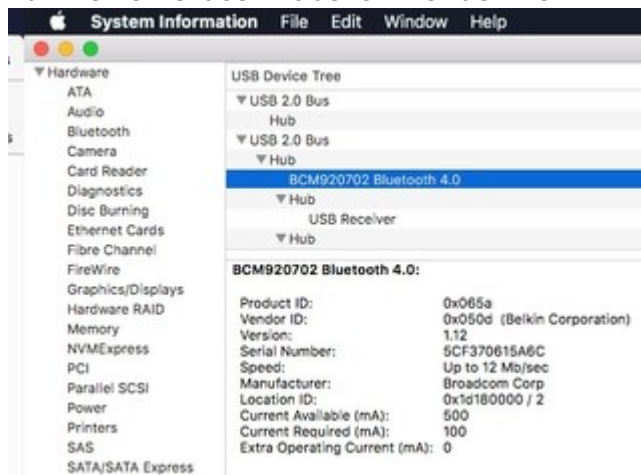 System Information File Edit Window Help
Hardware
ATA
Audio
Bluetooth
Camera
Card Reader
Diagnostics
Disc Burning
Ethernet Cards
Fibre Channel
FireWire
Graphics/Displays
Hardware RAID
Memory
NVMExpress
PCI
Parallel SCSI
Power
Printers
SAS
SATA/SATA Express
USB Device Tree
USB 2.0 Bus
Hub
USB 2.0 Bus
Hub
BCM920702 Bluetooth 4.0
Hub
USB Receiver
Hub
BCM920702 Bluetooth 4.0:
Product ID: 0x065a
Vendor ID: 0x050d (Belkin Corporation)
Version: 1.12
Serial Number: 5CF370615A6C
Speed: Up to 12 Mb/sec
Manufacturer: Broadcom Corp
Location ID: 0x1d180000 / 2
Current Available (mA): 500
Current Required (mA): 100
Extra Operating Current (mA): 0